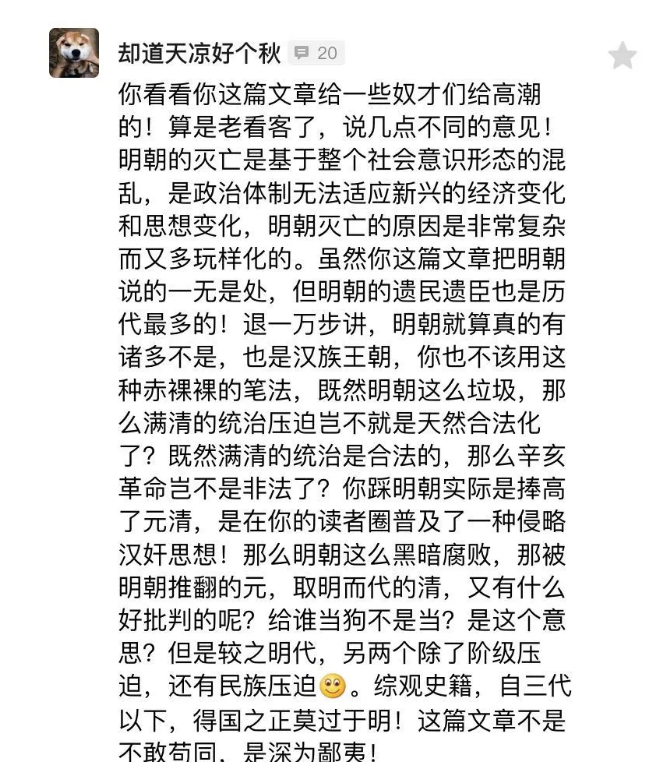 却道天凉好个秋 20
你看看你这篇文章给一些奴才们给高潮
的！算是老看客了，说几点不同的意见！
明朝的灭亡是基于整个社会意识形态的混
乱，是政治体制无法适应新兴的经济变化
和思想变化，明朝灭亡的原因是非常复杂
而又多玩样化的。虽然你这篇文章把明朝
说的一无是处，但明朝的遗民遗臣也是历
代最多的！退一万步讲，明朝就算真的有
诸多不是，也是汉族王朝，你也不该用这
种赤裸裸的笔法，既然明朝这么垃圾，那
么满清的统治压迫岂不就是天然合法化
了？既然满清的统治是合法的，那么辛亥
革命岂不是非法了？你踩明朝实际是捧高
了元清，是在你的读者圈普及了一种侵略
汉奸思想！那么明朝这么黑暗腐败，那被
明朝推翻的元，取明而代的清，又有什么
好批判的呢？给谁当狗不是当？是这个意
思？但是较之明代，另两个除了阶级压
迫，还有民族压迫🙂。综观史籍，自三代
以下，得国之正莫过于明！这篇文章不是
不敢苟同，是深为鄙夷！